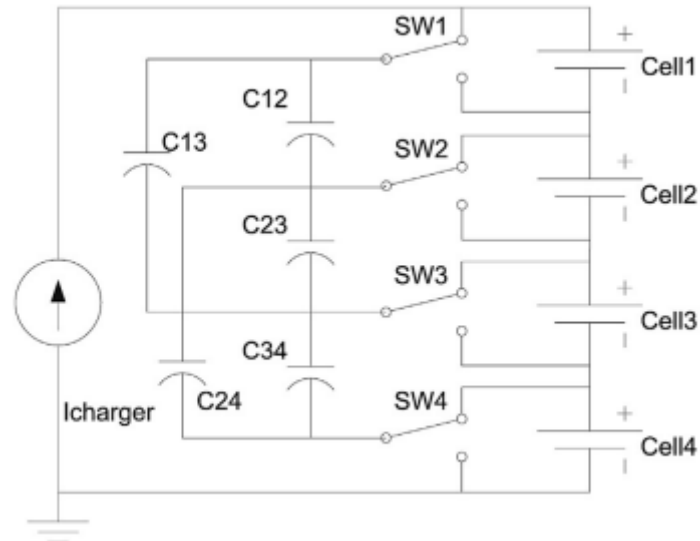 SW1
+
Cell1
-
C12
C13
SW2
+
Cell2
-
C23
SW3
+
Cell3
-
C34
C24
Icharger
SW4
+
Cell4
-